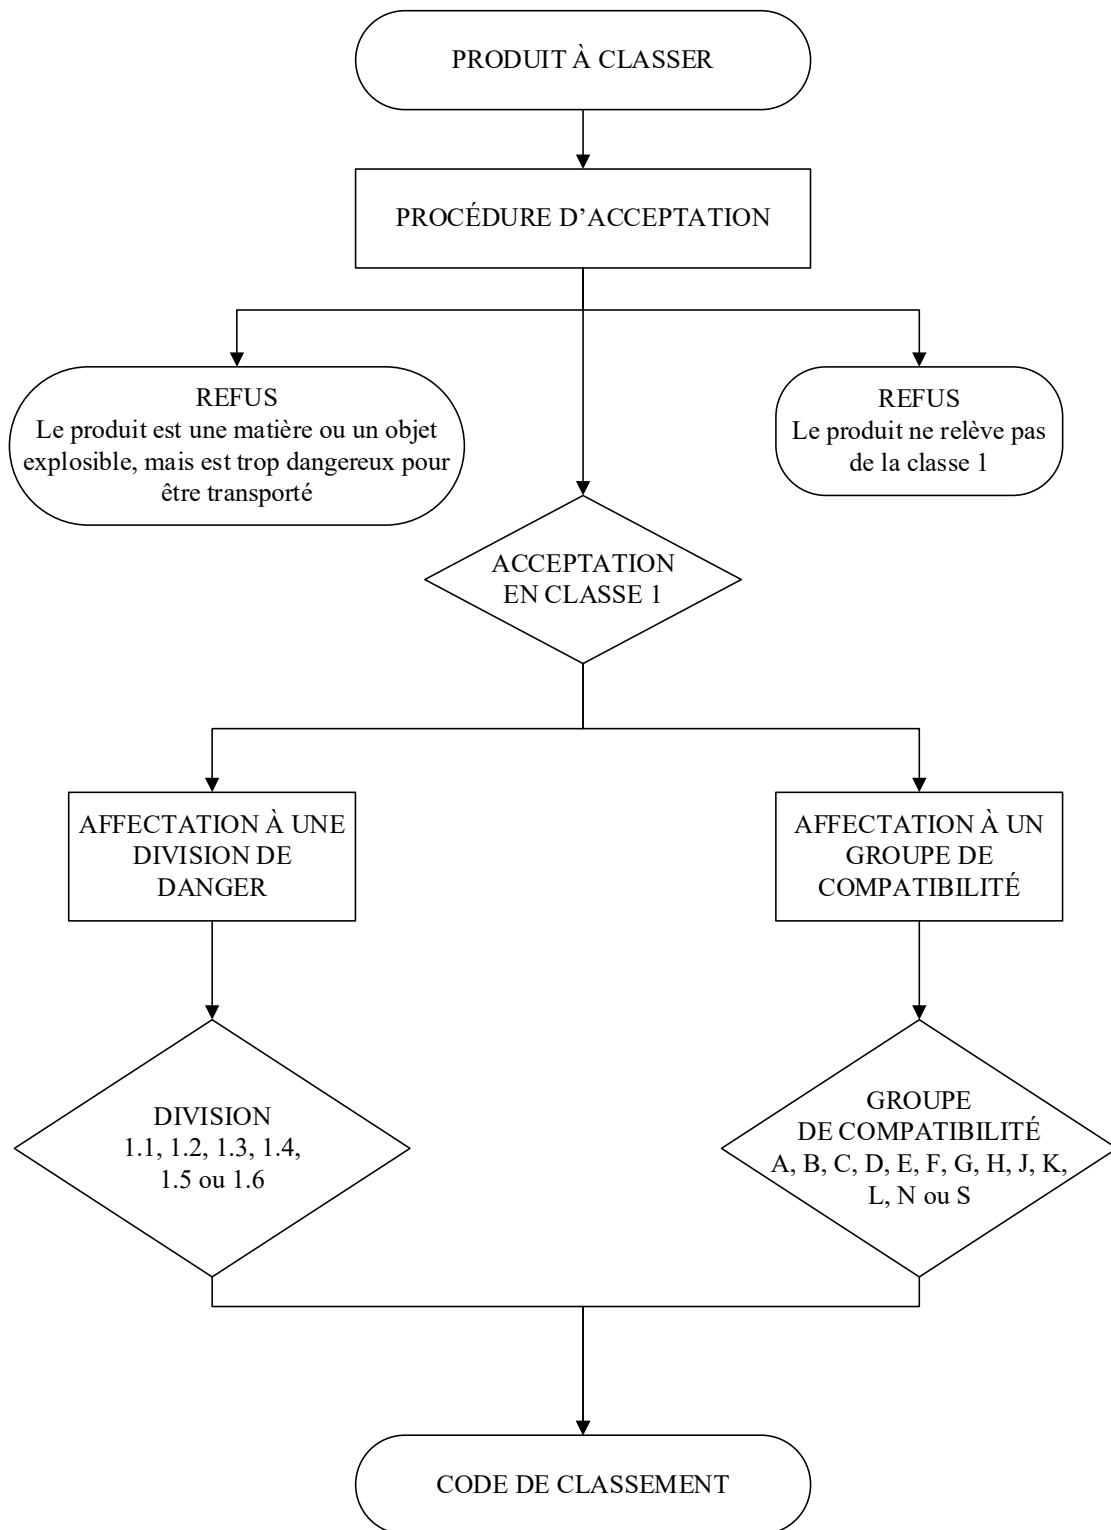 PRODUIT À CLASSER
PROCÉDURE D’ACCEPTATION
REFUS
Le produit est une matière ou un objet
explosible, mais est trop dangereux pour
être transporté
REFUS
Le produit ne relève pas
de la classe 1
ACCEPTATION
EN CLASSE 1
AFFECTATION À UNE
DIVISION DE
DANGER
AFFECTATION À UN
GROUPE DE
COMPATIBILITÉ
DIVISION
1.1, 1.2, 1.3, 1.4,
1.5 ou 1.6
GROUPE
DE COMPATIBILITÉ
A, B, C, D, E, F, G, H, J, K,
L, N ou S
CODE DE CLASSEMENT